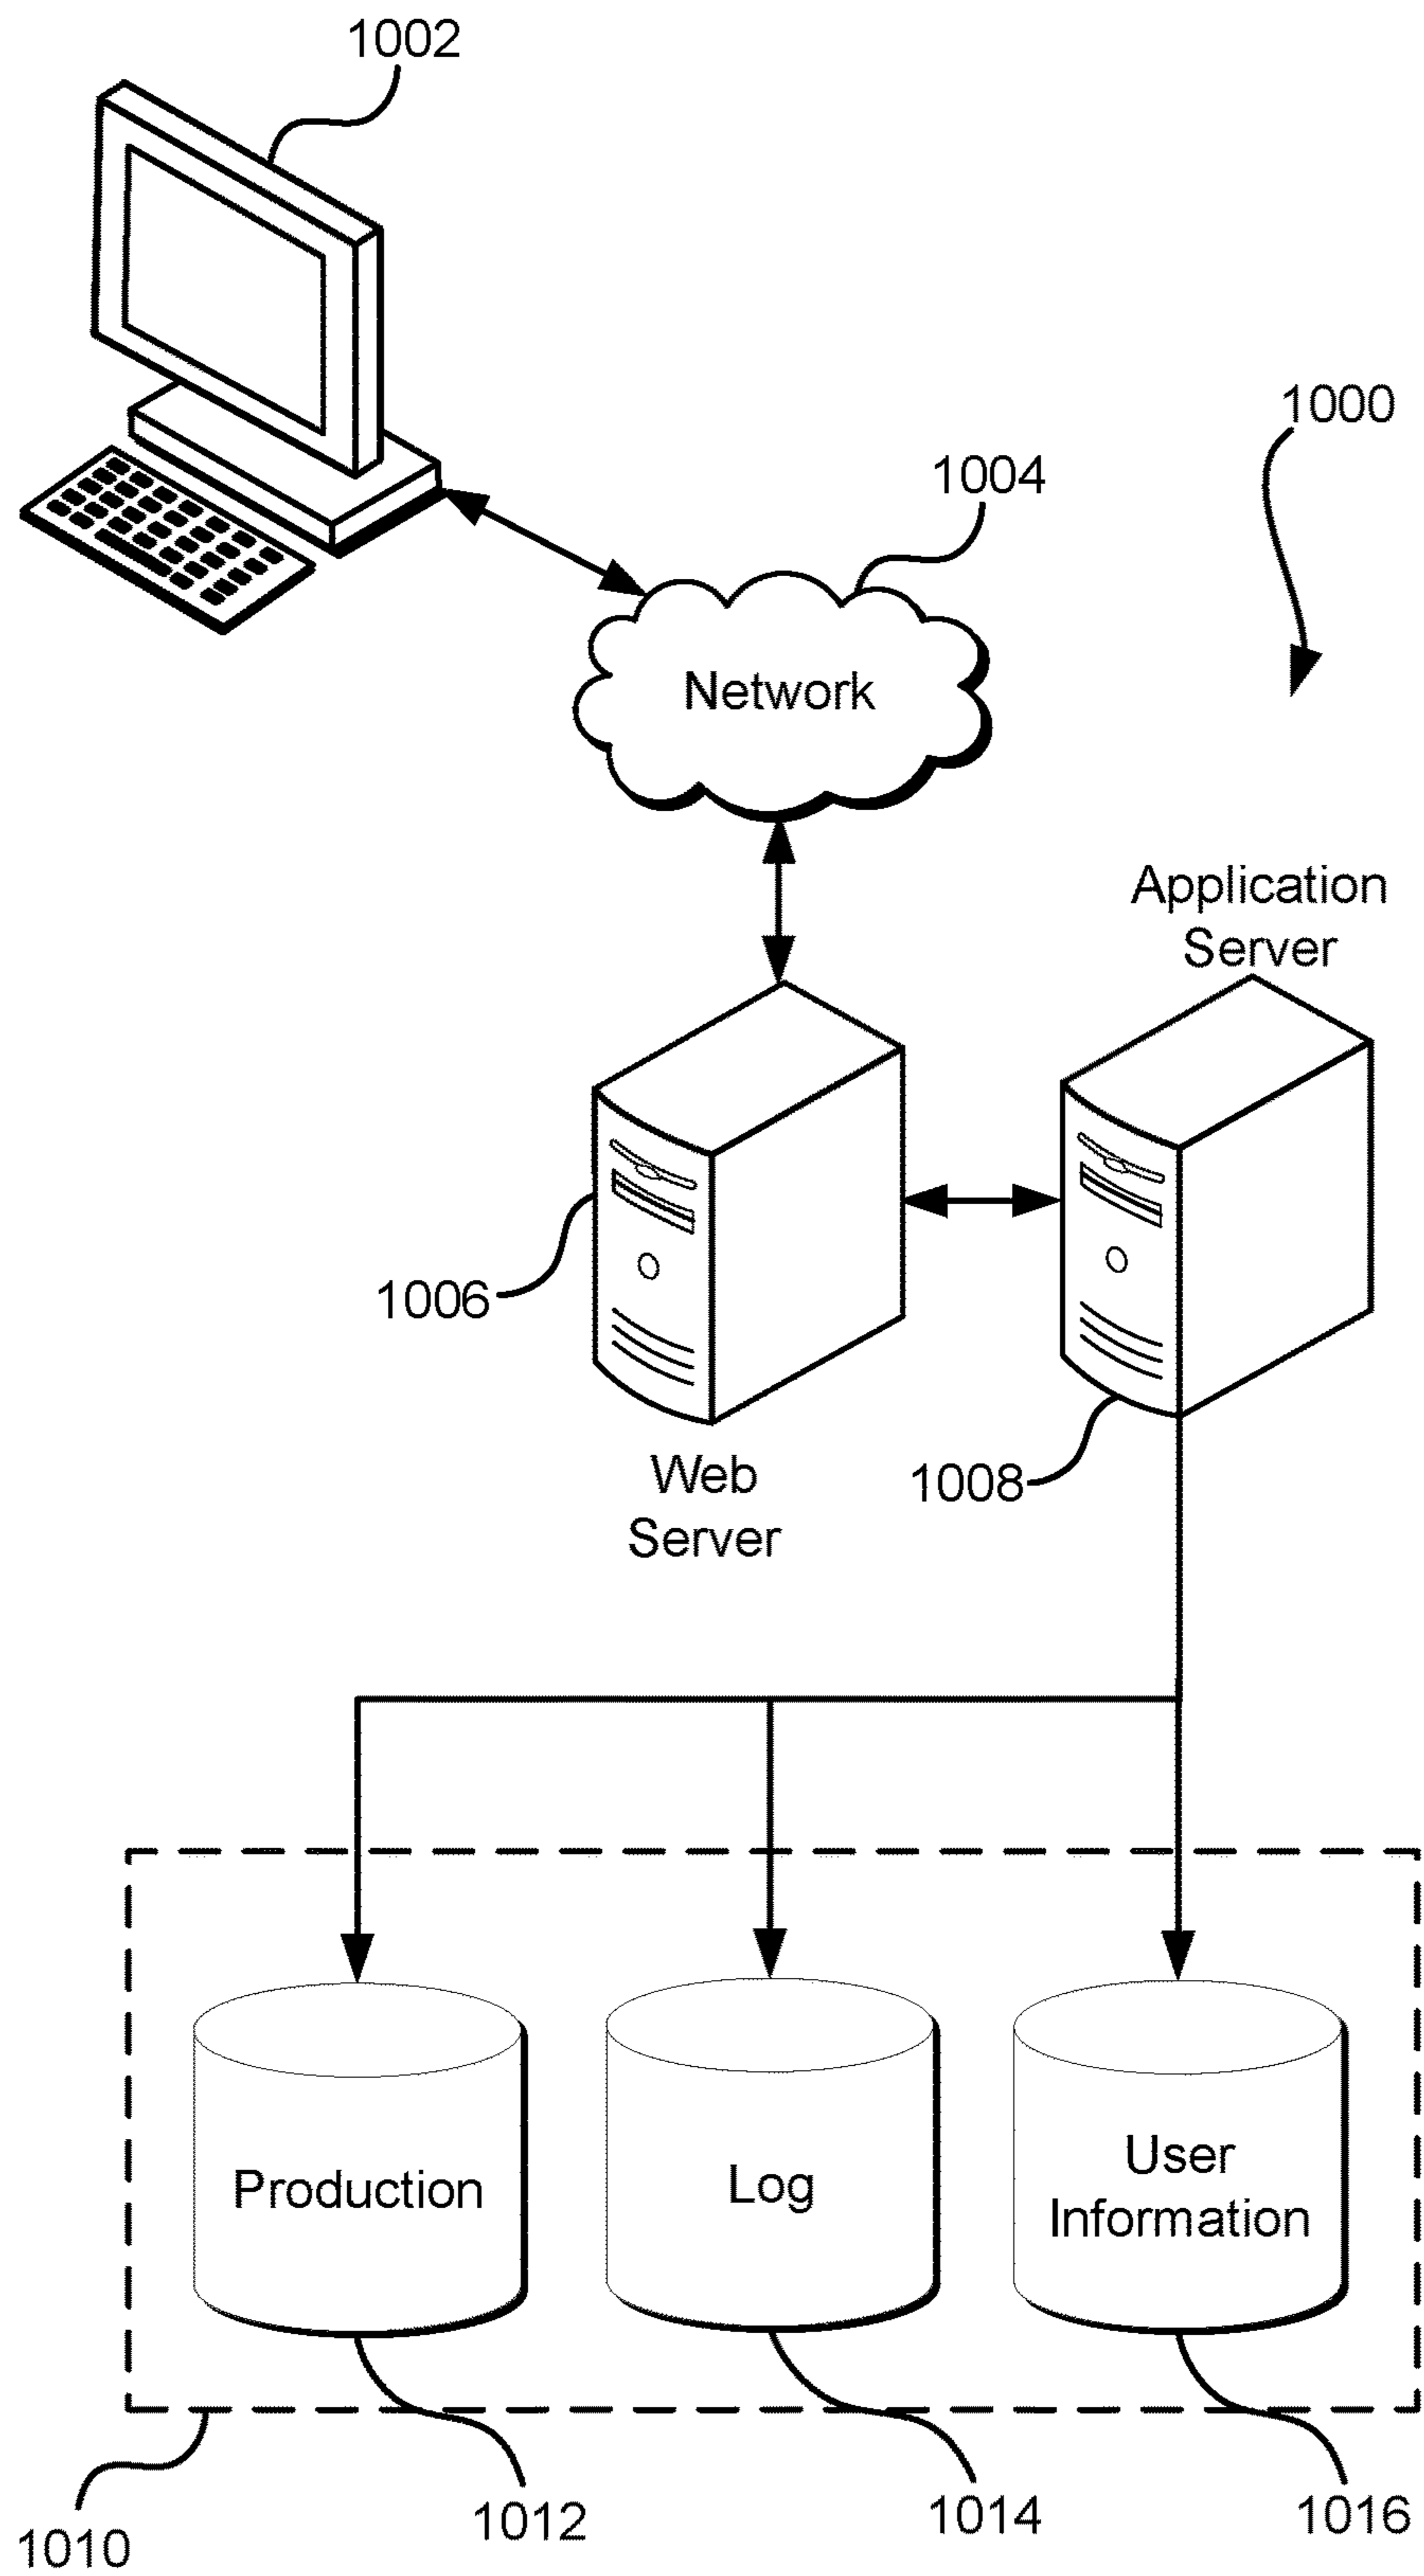 1002
1000
1004
Network
Application
Server
1006
Web
Server
1008
Production
Log
User
Information
1010
1012
1014
1016